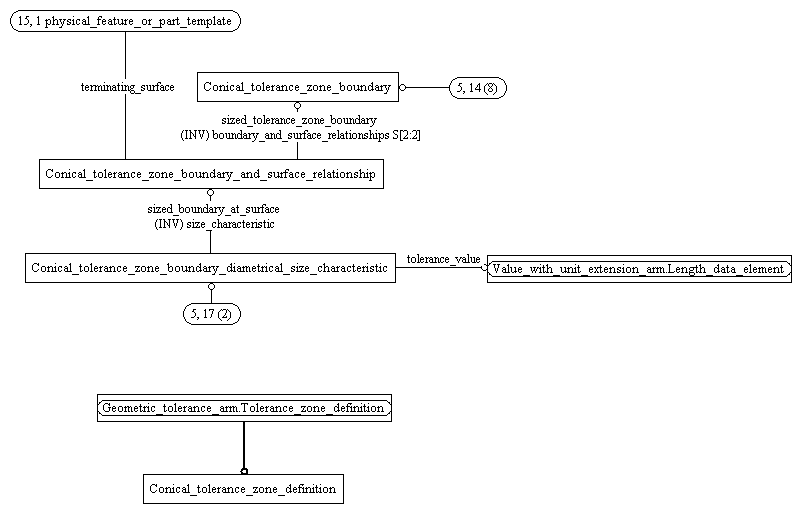 15, 1 physical_feature_or_part_template
terminating_surface
Conical_tolerance_zone_boundary
5, 14 (8)
sized_tolerance_zone_boundary
(INV) boundary_and_surface_relationships S[2:2]
Conical_tolerance_zone_boundary_and_surface_relationship
sized_boundary_at_surface
(INV) size_characteristic
Conical_tolerance_zone_boundary_diametrical_size_characteristic
tolerance_value
Value_with_unit_extension_arm.Length_data_element
5, 17 (2)
Geometric_tolerance_arm.Tolerance_zone_definition
Conical_tolerance_zone_definition